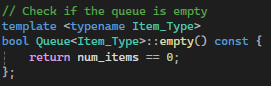 // Check if the queue is empty
template <typename Item_Type>
bool Queue<Item_Type>::empty() const {
    return num_items == 0;
};